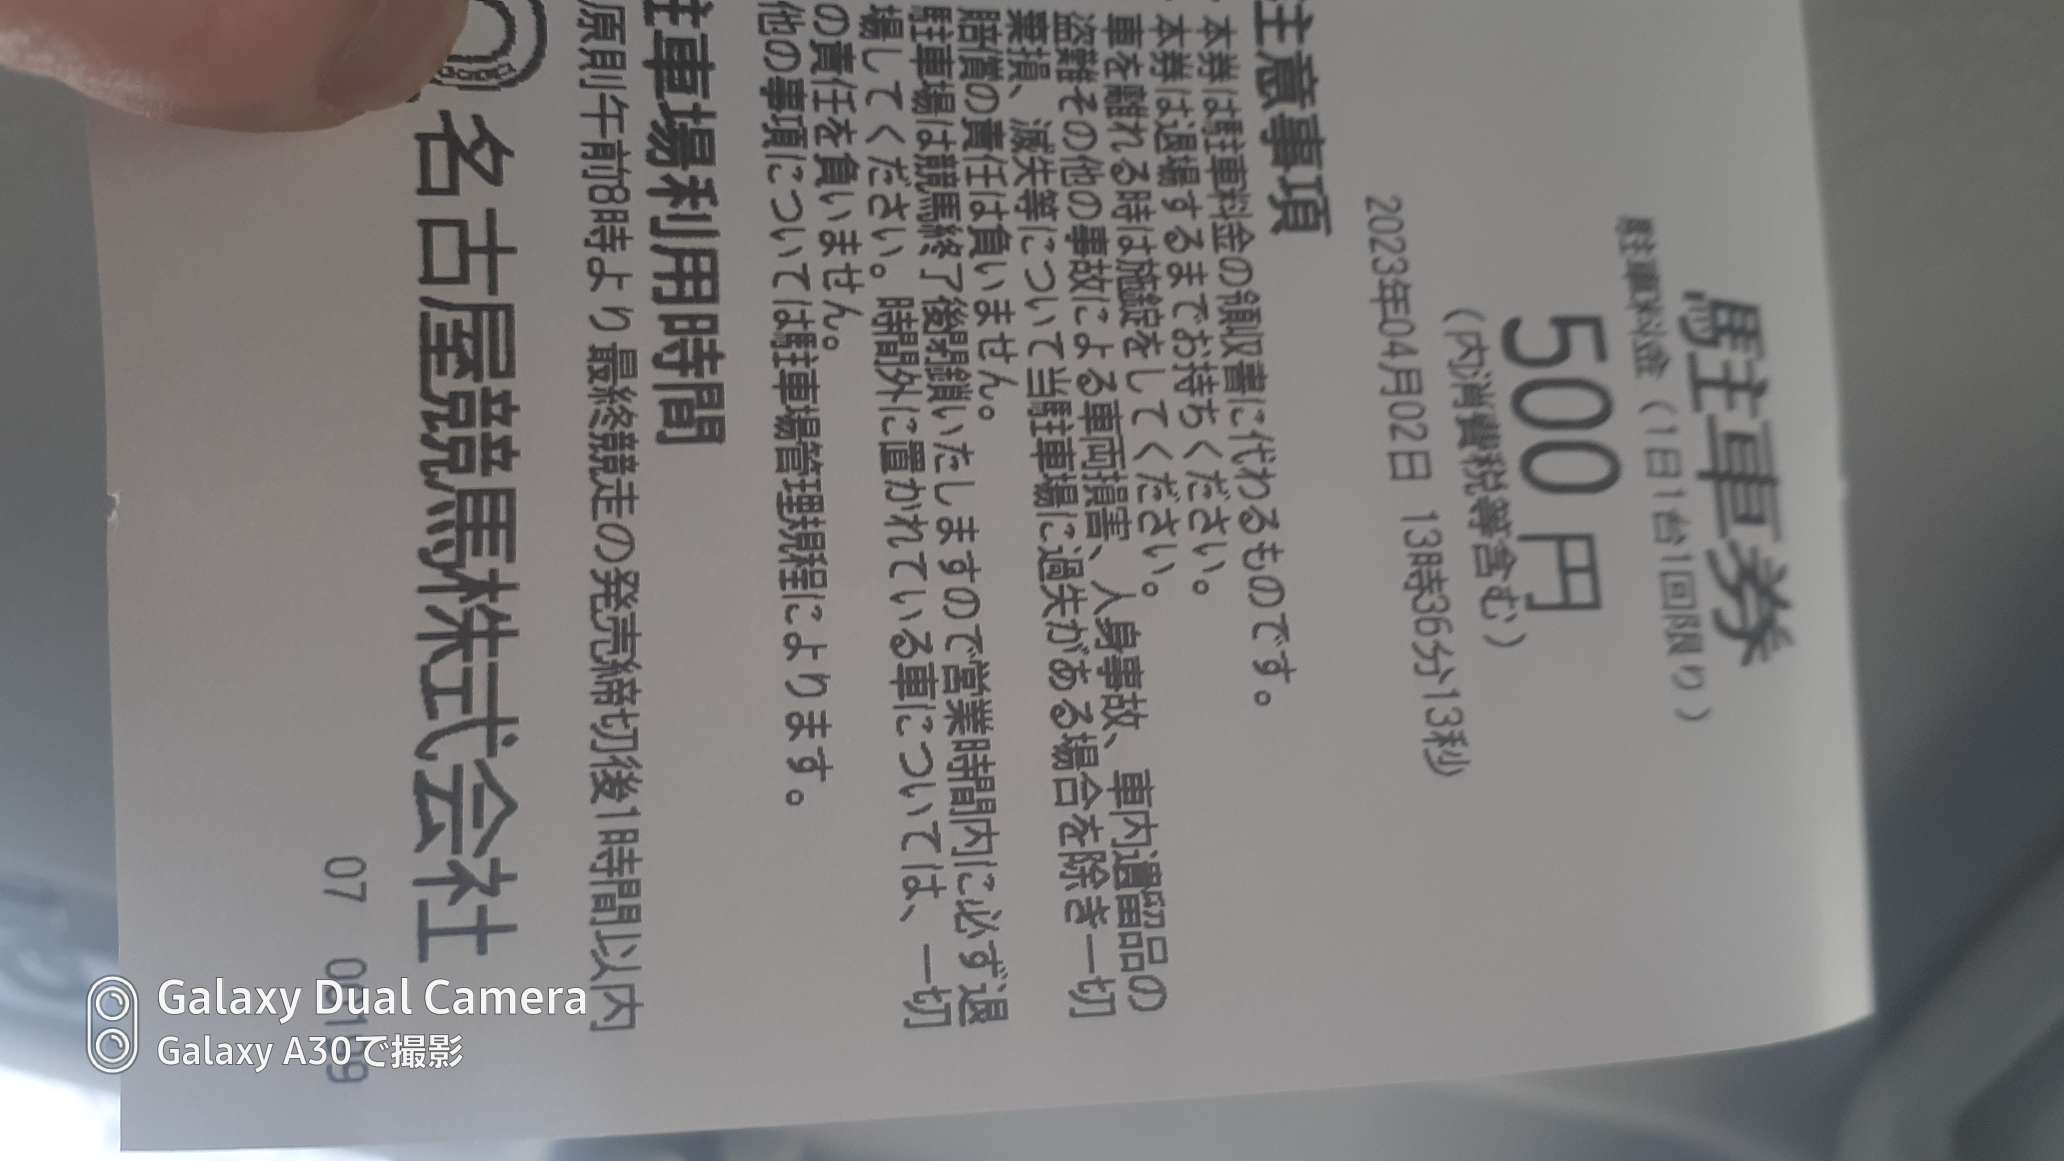 駐車券
駐車料金（1日1台1回限り）
500円
（内消費税等含む）
2023年04月02日 13時36分13秒
注意事項
・本券は駐車料金の領収書に代わるものです。
・本券は退場するまでお持ちください。
車を離れる時は施錠をしてください。
盗難その他の事故による車両損害、人身事故、車内遺留品の
棄損、滅失等について当駐車場に過失がある場合を除き一切
賠償の責任は負いません。
駐車場は競馬終了後閉鎖いたしますので営業時間内に必ず退
場してください。時間外に置かれている車については、一切
の責任を負いません。
他の事項については駐車場管理規程によります。
駐車場利用時間
原則午前8時より最終競走の発売締切後1時間以内
名古屋競馬株式会社
07
Galaxy Dual Camera
Galaxy A30で撮影